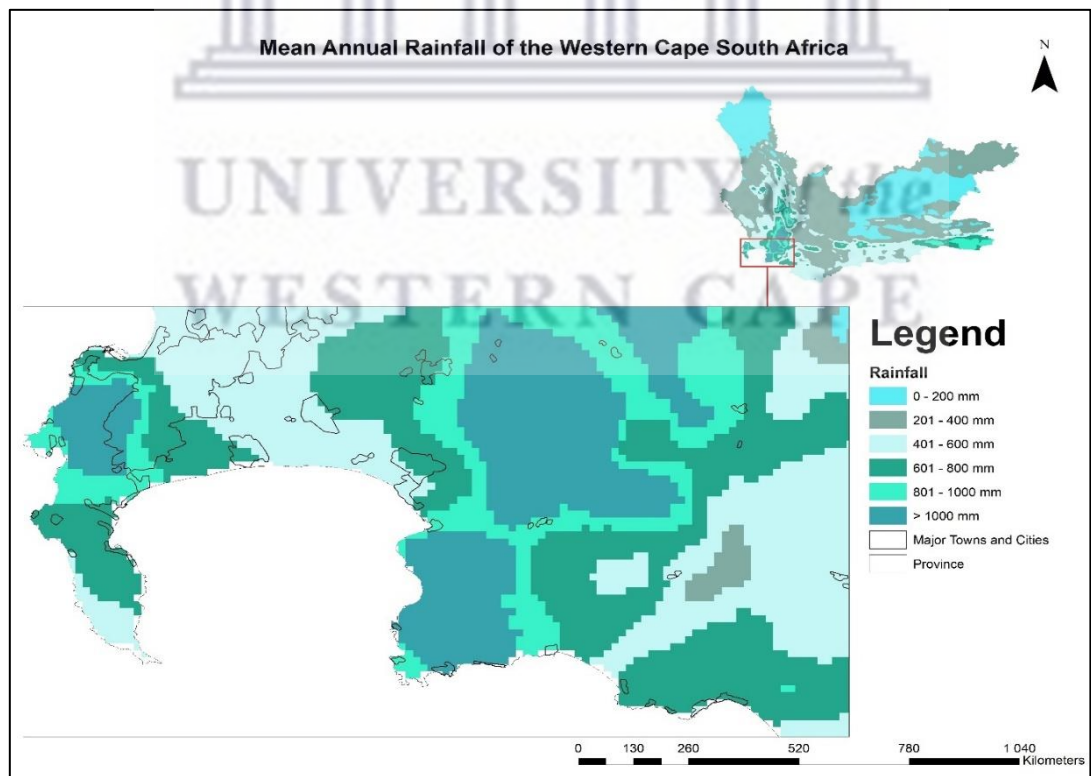 Mean Annual Rainfall of the Western Cape South Africa
N
UNIVERSITY of the
WESTERN CAPE
Legend
Rainfall
0 - 200 mm
201 - 400 mm
401 - 600 mm
601 - 800 mm
801 - 1000 mm
> 1000 mm
Major Towns and Cities
Province
0 130 260 520 780 1 040
Kilometers